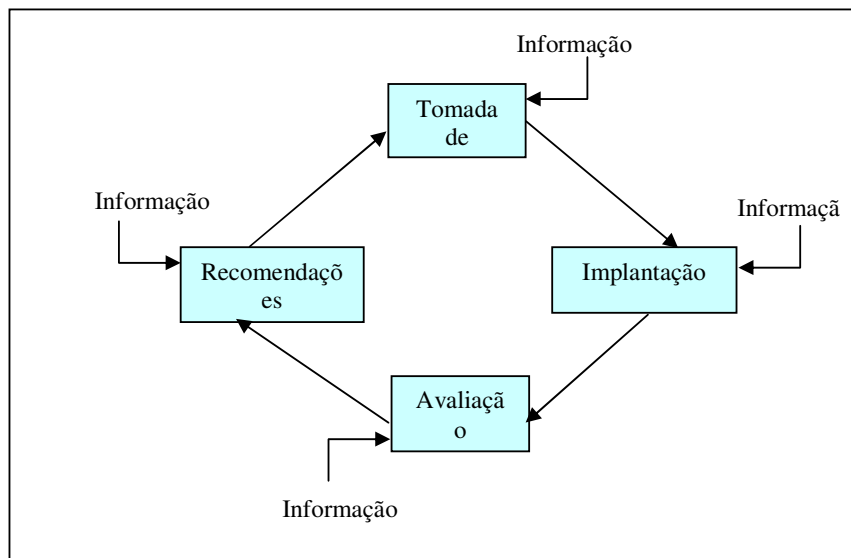 Informação
Tomada
de
Informação
Informaçã
Recomendaçõ
es
Implantação
Avaliaçã
o
Informação